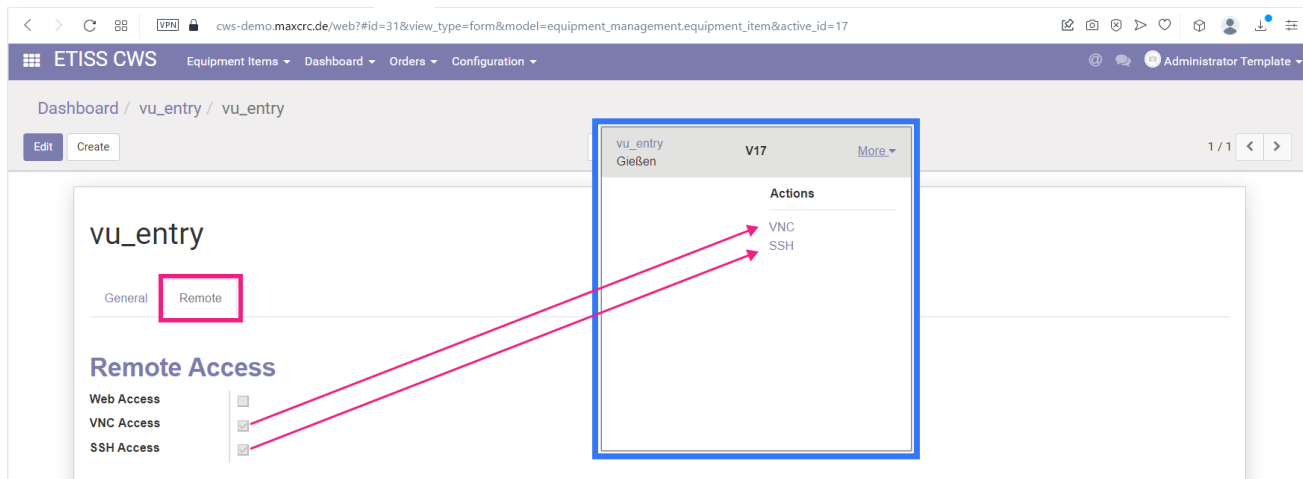 VPN cws-demo.maxcrc.de/web?#id=31&view_type=form&model=equipment_management.equipment_item&active_id=17
ETISS CWS Equipment Items Dashboard Orders Configuration @ Administrator Template
Dashboard / vu_entry / vu_entry
Edit Create 1 / 1
vu_entry V17 More
Gießen
Actions
VNC
SSH
vu_entry
General Remote
Remote Access
Web Access
VNC Access
SSH Access